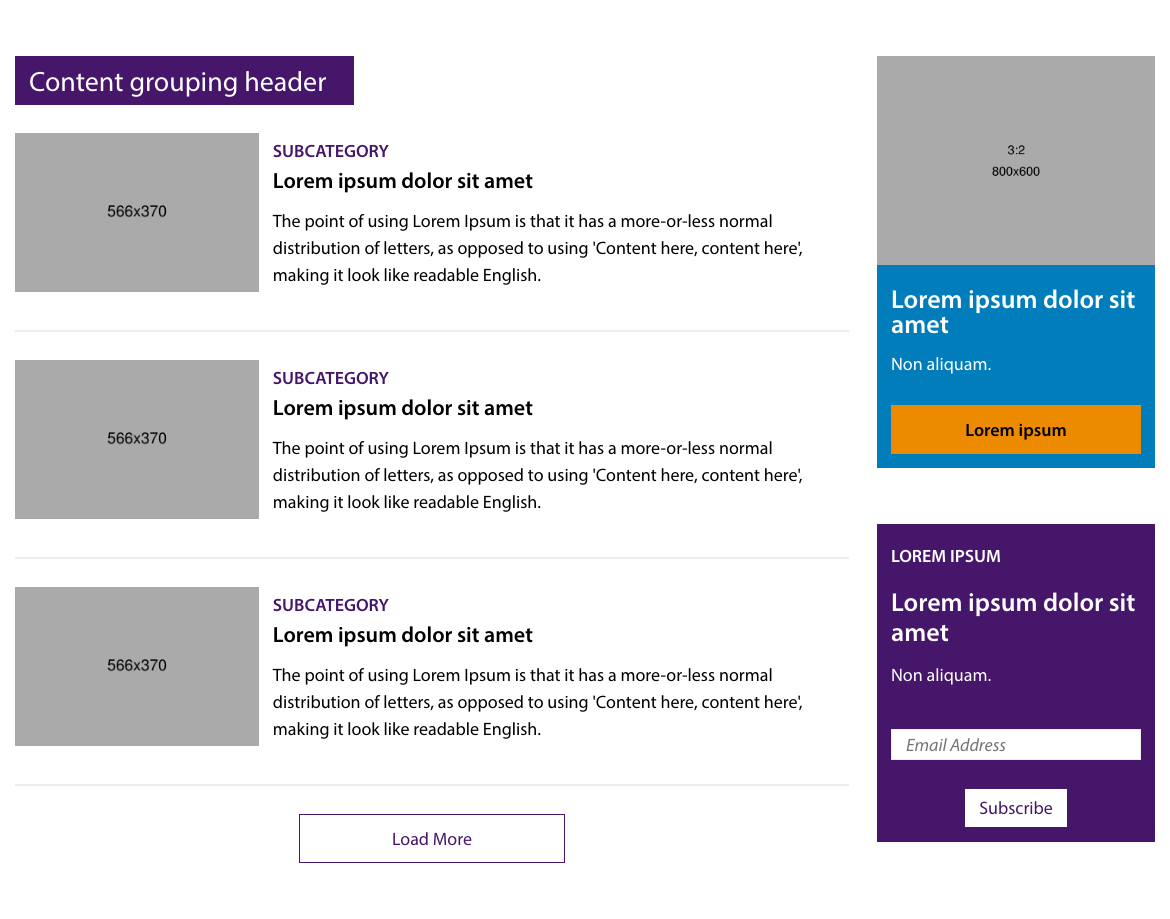 Content grouping header
566x370
SUBCATEGORY
Lorem ipsum dolor sit amet
The point of using Lorem Ipsum is that it has a more-or-less normal
distribution of letters, as opposed to using 'Content here, content here',
making it look like readable English.
566x370
SUBCATEGORY
Lorem ipsum dolor sit amet
The point of using Lorem Ipsum is that it has a more-or-less normal
distribution of letters, as opposed to using 'Content here, content here',
making it look like readable English.
566x370
SUBCATEGORY
Lorem ipsum dolor sit amet
The point of using Lorem Ipsum is that it has a more-or-less normal
distribution of letters, as opposed to using 'Content here, content here',
making it look like readable English.
Load More
3:2
800x600
Lorem ipsum dolor sit
amet
Non aliquam.
Lorem ipsum
LOREM IPSUM
Lorem ipsum dolor sit
amet
Non aliquam.
Email Address
Subscribe